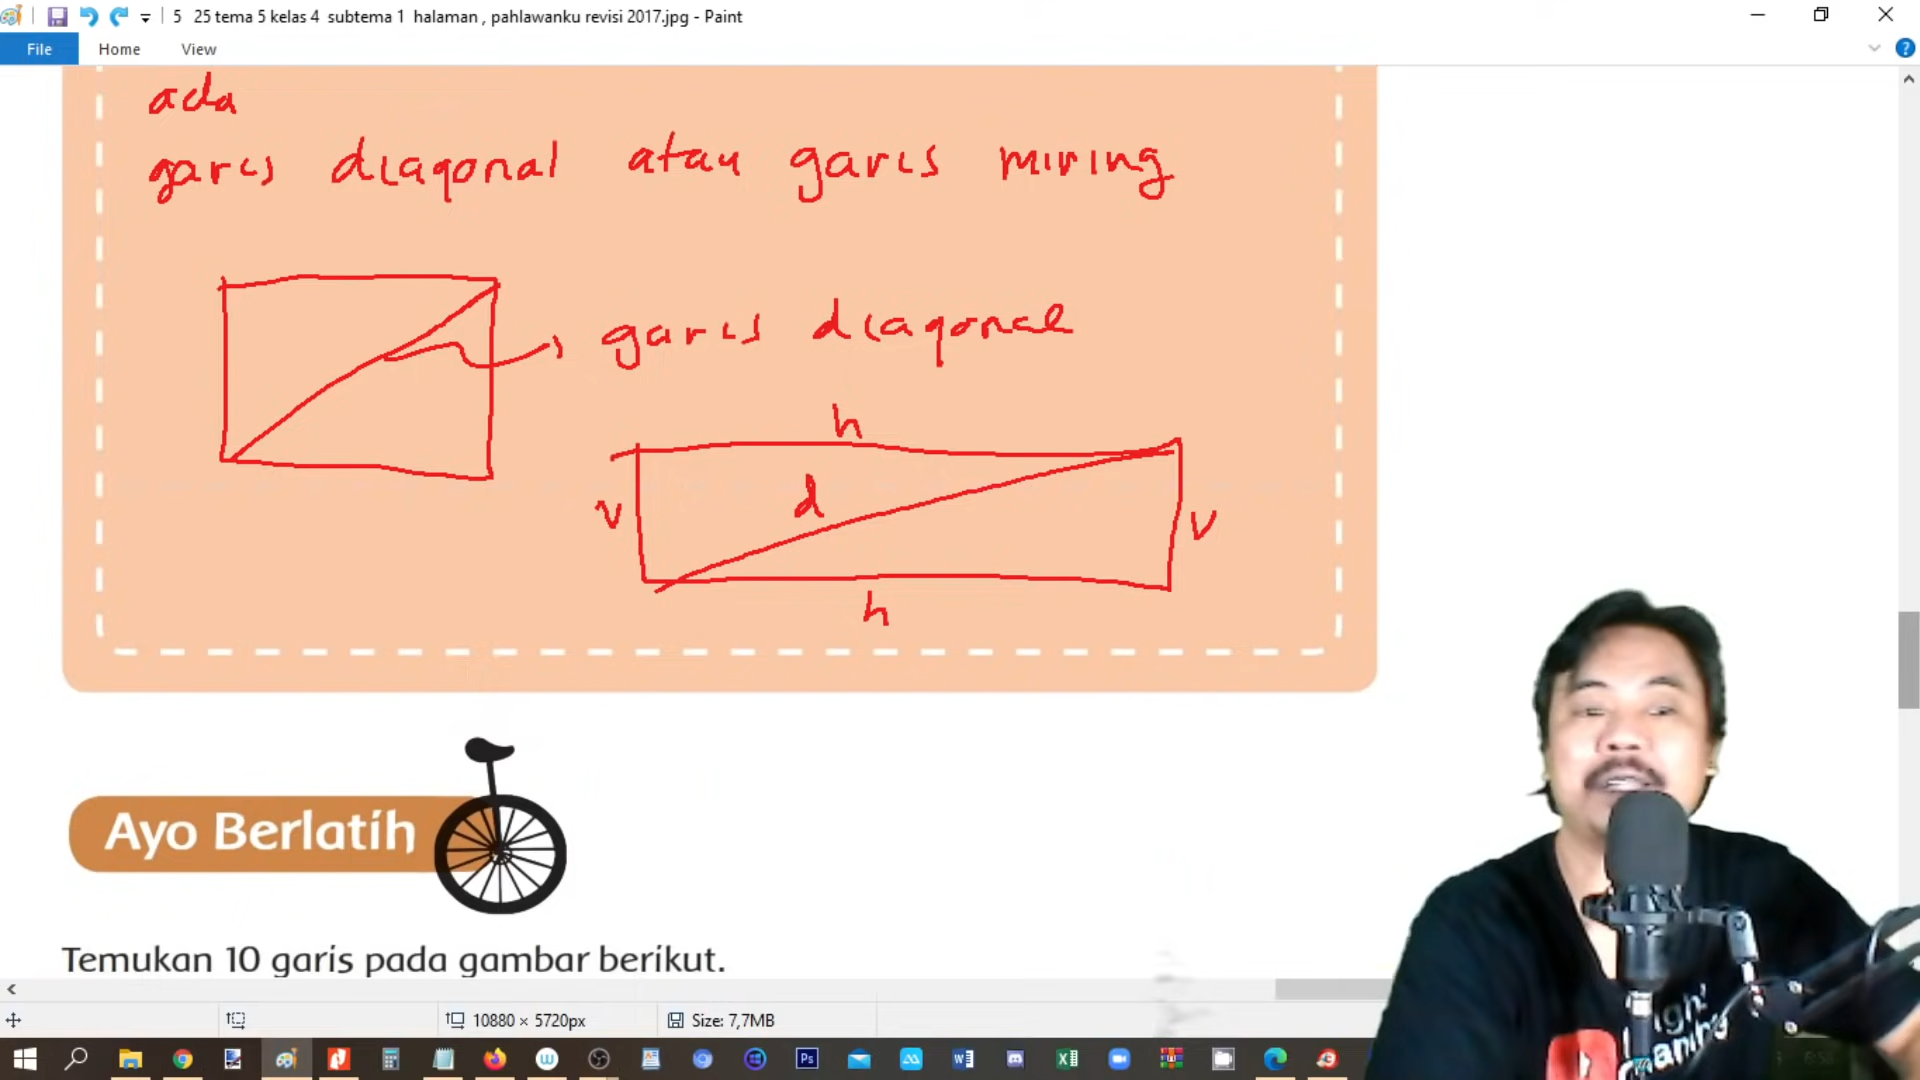 5 25 tema 5 kelas 4 subtema 1 halaman , pahlawanku revisi 2017.jpg - Paint
File Home View
ada
garis diagonal atau garis miring
garis diagonal
h
v d v
h
Ayo Berlatih
Temukan 10 garis pada gambar berikut.
10880 × 5720px Size: 7,7MB